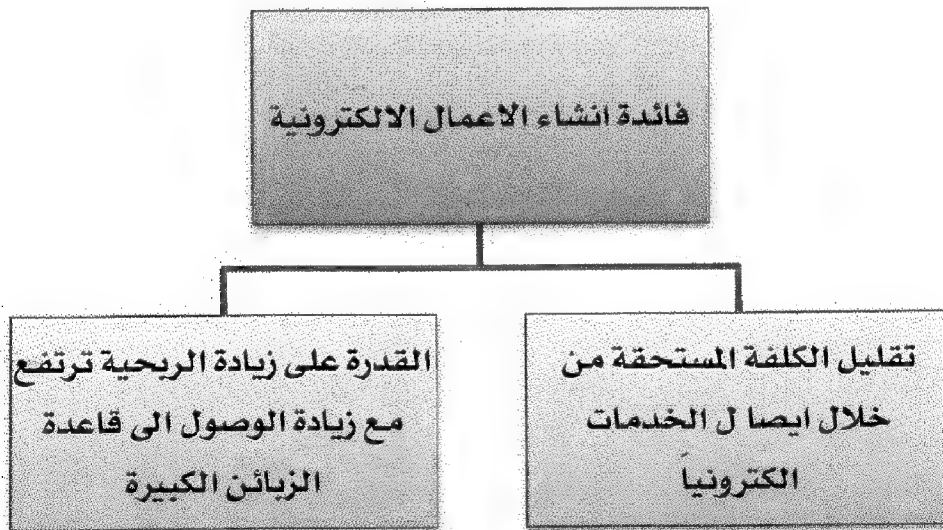 فائدة انشاء الاعمال الالكترونية
تقليل الكلفة المستحقة من
خلال ايصا ل الخدمات
الكترونياً
القدرة على زيادة الربحية ترتفع
مع زيادة الوصول الى قاعدة
الزبائن الكبيرة